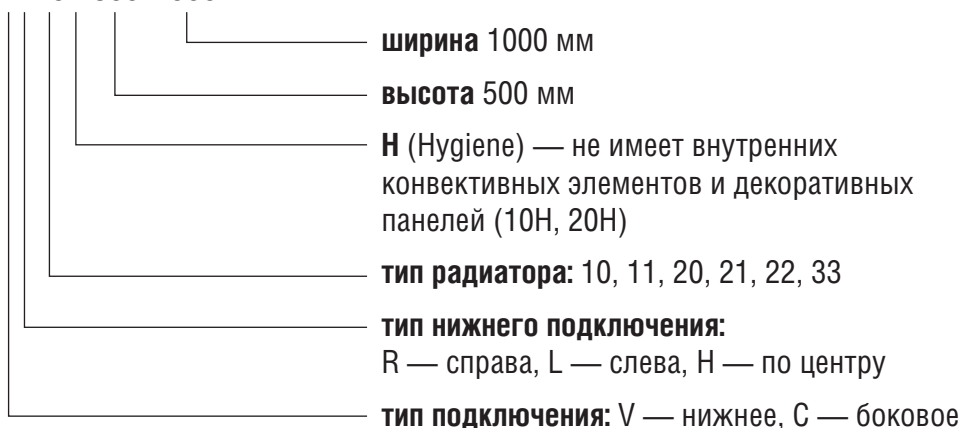 ширина 1000 мм
высота 500 мм
H (Hygiene) — не имеет внутренних
конвективных элементов и декоративных
панелей (10H, 20H)
тип радиатора: 10, 11, 20, 21, 22, 33
тип нижнего подключения:
R — справа, L — слева, H — по центру
тип подключения: V — нижнее, C — боковое